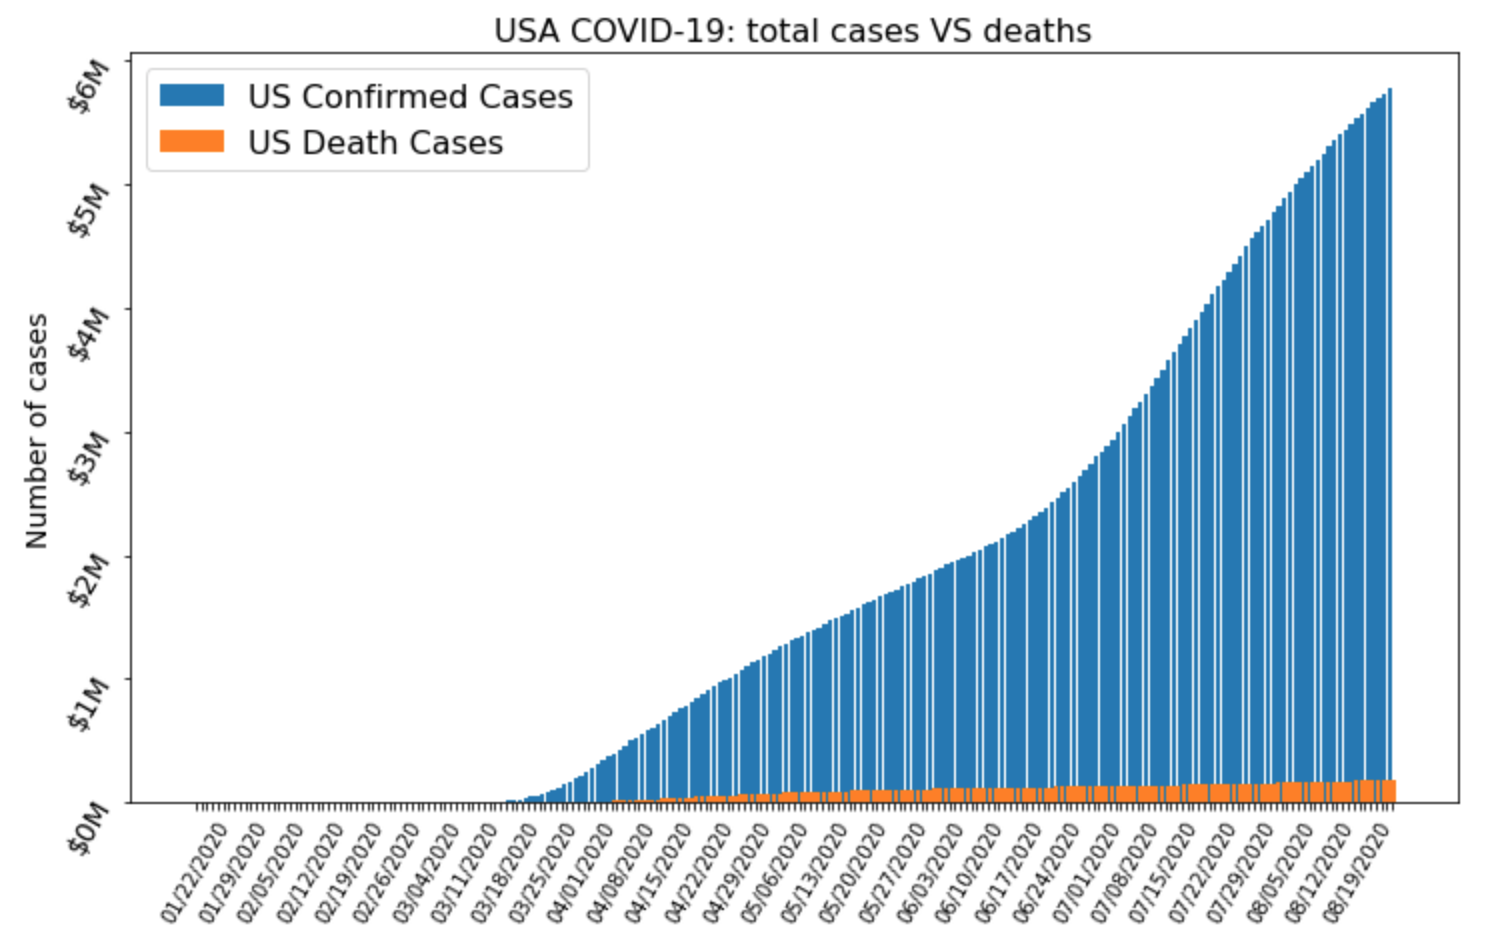 USA COVID-19: total cases VS deaths
US Confirmed Cases
US Death Cases
Number of cases
$6M
$5M
$4M
$3M
$2M
$1M
$0M
01/22/2020
01/29/2020
02/05/2020
02/12/2020
02/19/2020
02/26/2020
03/04/2020
03/11/2020
03/18/2020
03/25/2020
04/01/2020
04/08/2020
04/15/2020
04/22/2020
04/29/2020
05/06/2020
05/13/2020
05/20/2020
05/27/2020
06/03/2020
06/10/2020
06/17/2020
06/24/2020
07/01/2020
07/08/2020
07/15/2020
07/22/2020
07/29/2020
08/05/2020
08/12/2020
08/19/2020